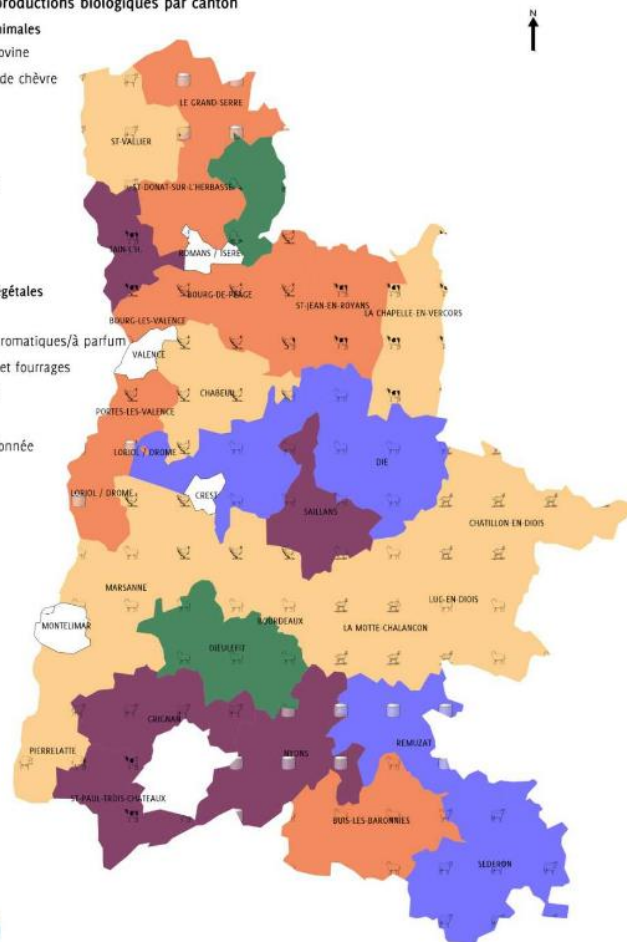 productions biologiques par canton
nimales
N
ovine
de chèvre
LE GRAND-SERRE
ST-VALLIER
ST-DONAT-SUR-L'HERBASSE
TAIN-L'H.
ROMANS / ISERE
égétales
BOURG-DE-PEAGE
ST-JEAN-EN-ROYANS
LA CHAPELLE-EN-VERCORS
BOURG-LES-VALENCE
romatiques/à parfum
VALENCE
et fourrages
CHABEUIL
PORTES-LES-VALENCE
onnée
LORIOL / DROME
DIE
LORIOL / DROME
CREST
SAILLANS
CHATILLON-EN-DIOIS
MARSANNE
LUC-EN-DIOIS
BOURDEAUX
MONTELIMAR
LA MOTTE-CHALANCON
DIEULEFIT
GRIGNAN
REMUZAT
PIERRELATTE
NYONS
ST-PAUL-TROIS-CHATEAUX
BUIS-LES-BARONNIES
SEDERON